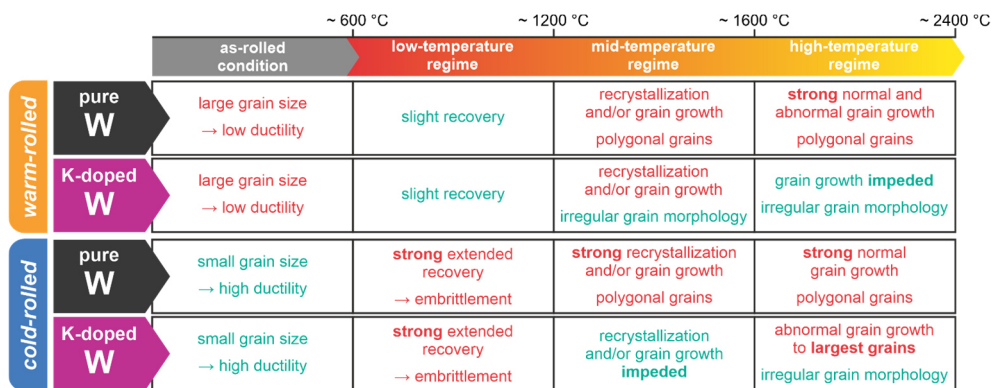 ~ 600 °C ~ 1200 °C ~ 1600 °C ~ 2400 °C
as-rolled condition
low-temperature regime
mid-temperature regime
high-temperature regime
warm-rolled
pure
W
large grain size
→ low ductility
slight recovery
recrystallization
and/or grain growth
polygonal grains
strong normal and
abnormal grain growth
polygonal grains
K-doped
W
large grain size
→ low ductility
slight recovery
recrystallization
and/or grain growth
irregular grain morphology
grain growth impeded
irregular grain morphology
cold-rolled
pure
W
small grain size
→ high ductility
strong extended
recovery
→ embrittlement
strong recrystallization
and/or grain growth
polygonal grains
strong normal
grain growth
polygonal grains
K-doped
W
small grain size
→ high ductility
strong extended
recovery
→ embrittlement
recrystallization
and/or grain growth
impeded
abnormal grain growth
to largest grains
irregular grain morphology